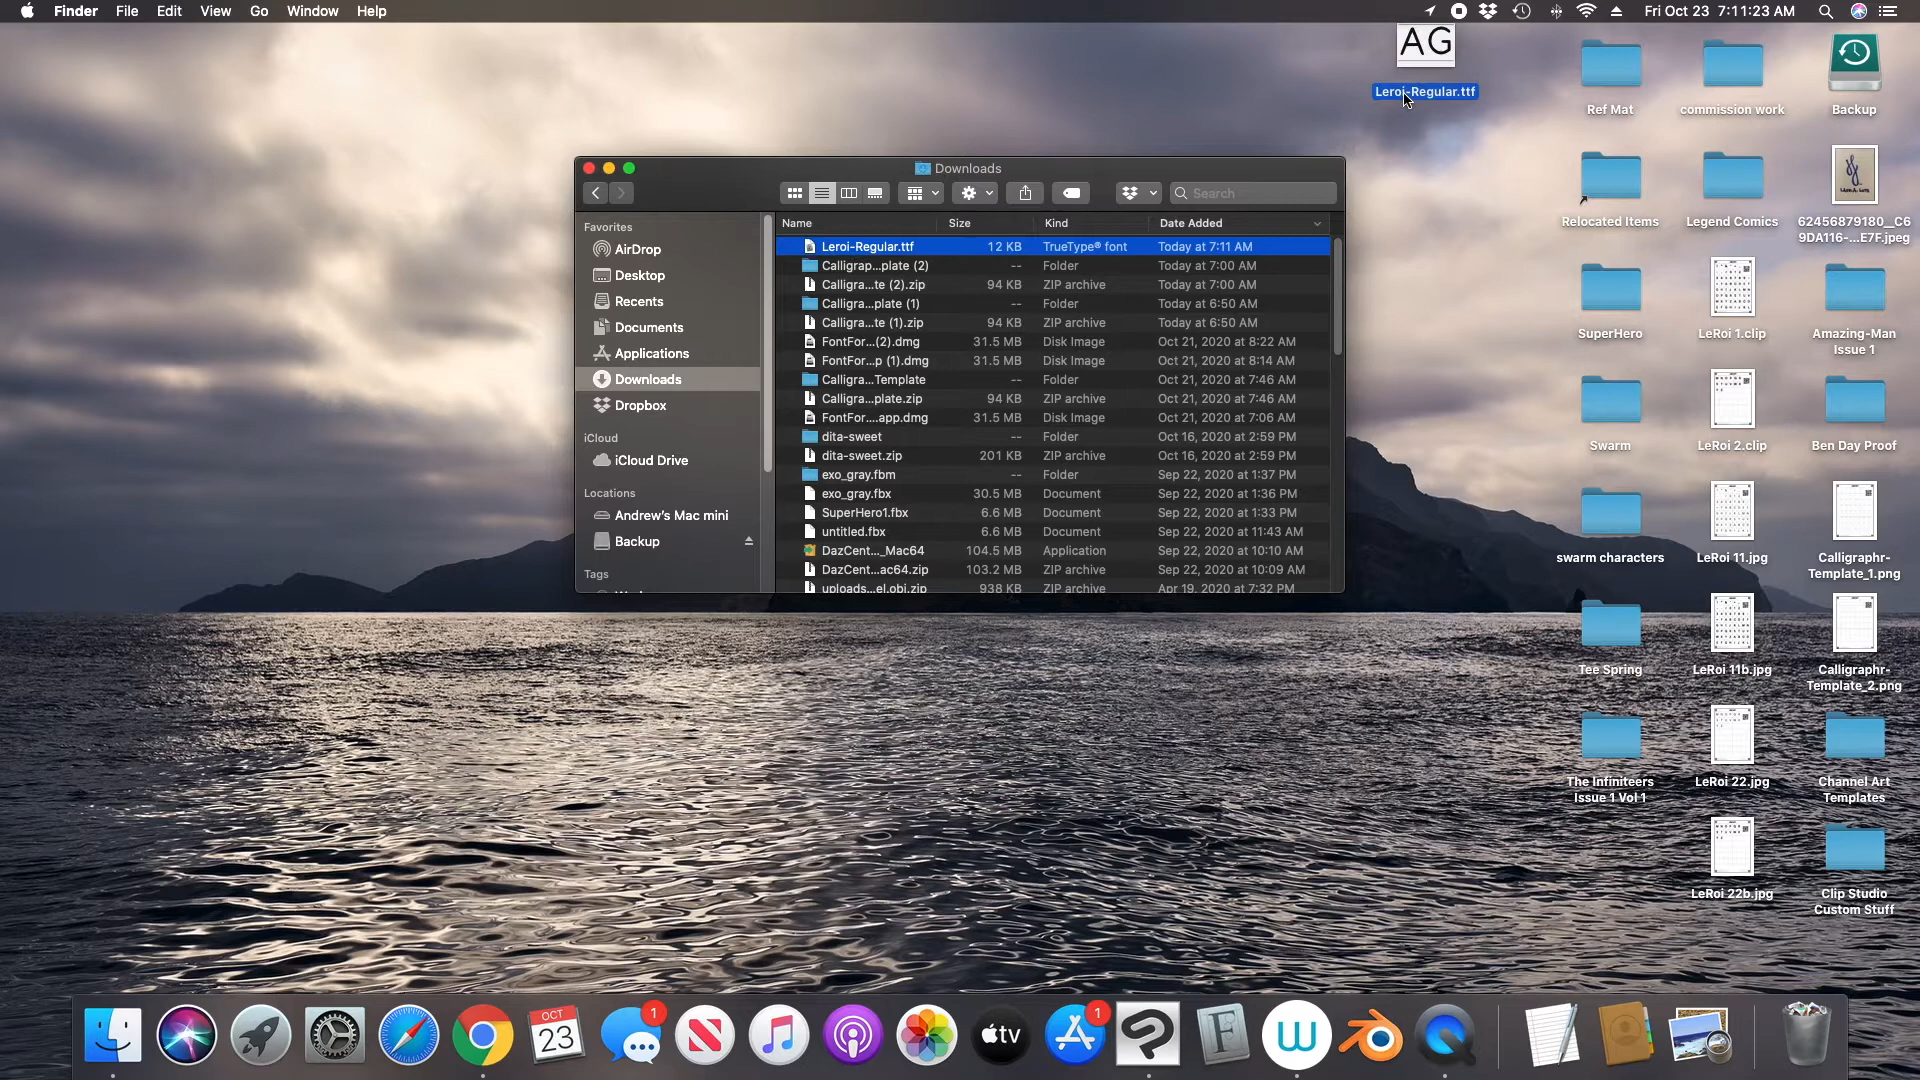 Finder File Edit View Go Window Help
Fri Oct 23 7:11:23 AM
AG
Leroi-Regular.ttf
Downloads
Search
Favorites
AirDrop
Desktop
Recents
Documents
Applications
Downloads
Dropbox
iCloud
iCloud Drive
Locations
Andrew's Mac mini
Backup
Tags
Name Size Kind Date Added
Leroi-Regular.ttf 12 KB TrueType® font Today at 7:11 AM
Calligrap...plate (2) -- Folder Today at 7:00 AM
Calligra...te (2).zip 94 KB ZIP archive Today at 7:00 AM
Calligra...plate (1) -- Folder Today at 6:50 AM
Calligra...te (1).zip 94 KB ZIP archive Today at 6:50 AM
FontFor...(2).dmg 31.5 MB Disk Image Oct 21, 2020 at 8:22 AM
FontFor...p (1).dmg 31.5 MB Disk Image Oct 21, 2020 at 8:14 AM
Calligra...Template -- Folder Oct 21, 2020 at 7:46 AM
Calligra...plate.zip 94 KB ZIP archive Oct 21, 2020 at 7:46 AM
FontFor....app.dmg 31.5 MB Disk Image Oct 21, 2020 at 7:06 AM
dita-sweet -- Folder Oct 16, 2020 at 2:59 PM
dita-sweet.zip 201 KB ZIP archive Oct 16, 2020 at 2:59 PM
exo_gray.fbm -- Folder Sep 22, 2020 at 1:37 PM
exo_gray.fbx 30.5 MB Document Sep 22, 2020 at 1:36 PM
SuperHero1.fbx 6.6 MB Document Sep 22, 2020 at 1:33 PM
untitled.fbx 6.6 MB Document Sep 22, 2020 at 11:43 AM
DazCent..._Mac64 104.5 MB Application Sep 22, 2020 at 10:10 AM
DazCent...ac64.zip 103.2 MB ZIP archive Sep 22, 2020 at 10:09 AM
uploads...el.obj.zip 938 KB ZIP archive Apr 19, 2020 at 7:32 PM
Ref Mat
commission work
Backup
Relocated Items
Legend Comics
62456879180__C6
9DA116-...E7F.jpeg
SuperHero
LeRoi 1.clip
Amazing-Man
Issue 1
Swarm
LeRoi 2.clip
Ben Day Proof
swarm characters
LeRoi 11.jpg
Calligraphr-
Template_1.png
Tee Spring
LeRoi 11b.jpg
Calligraphr-
Template_2.png
The Infiniteers
Issue 1 Vol 1
LeRoi 22.jpg
Channel Art
Templates
LeRoi 22b.jpg
Clip Studio
Custom Stuff
OCT
23
1
tv
1
F